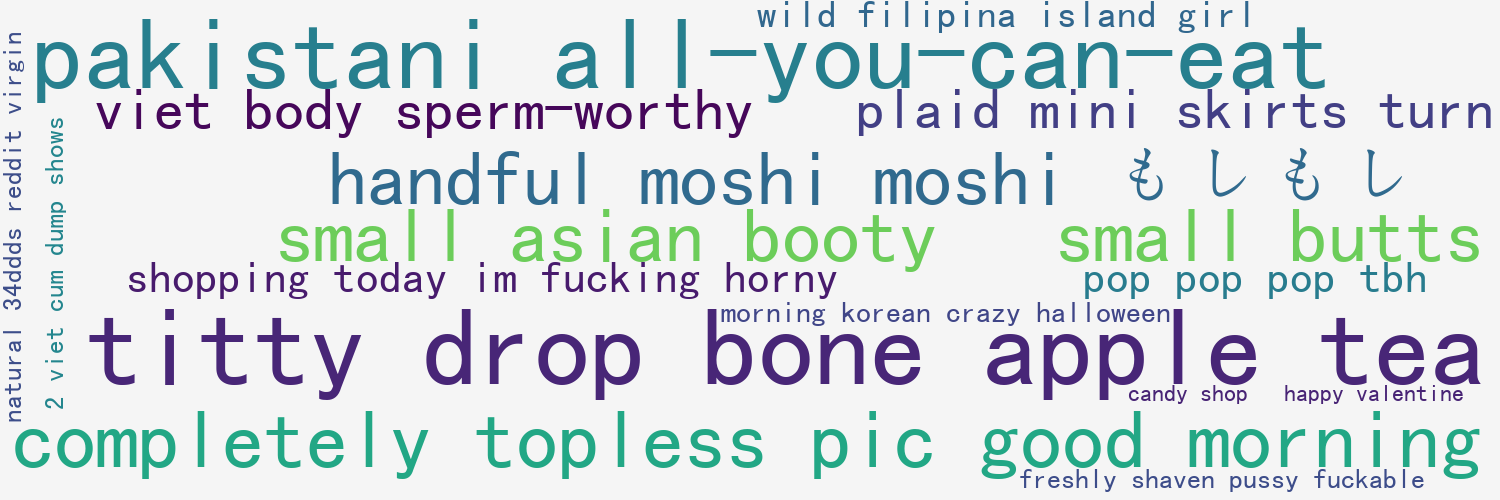 wild filipina island girl
pakistani all-you-can-eat
viet body sperm-worthy
plaid mini skirts turn
handful moshi moshi もしもし
small asian booty small butts
shopping today im fucking horny
pop pop pop tbh
morning korean crazy halloween
titty drop bone apple tea
candy shop
happy valentine
completely topless pic good morning
freshly shaven pussy fuckable
natural 34ddds reddit virgin
2 viet cum dump shows